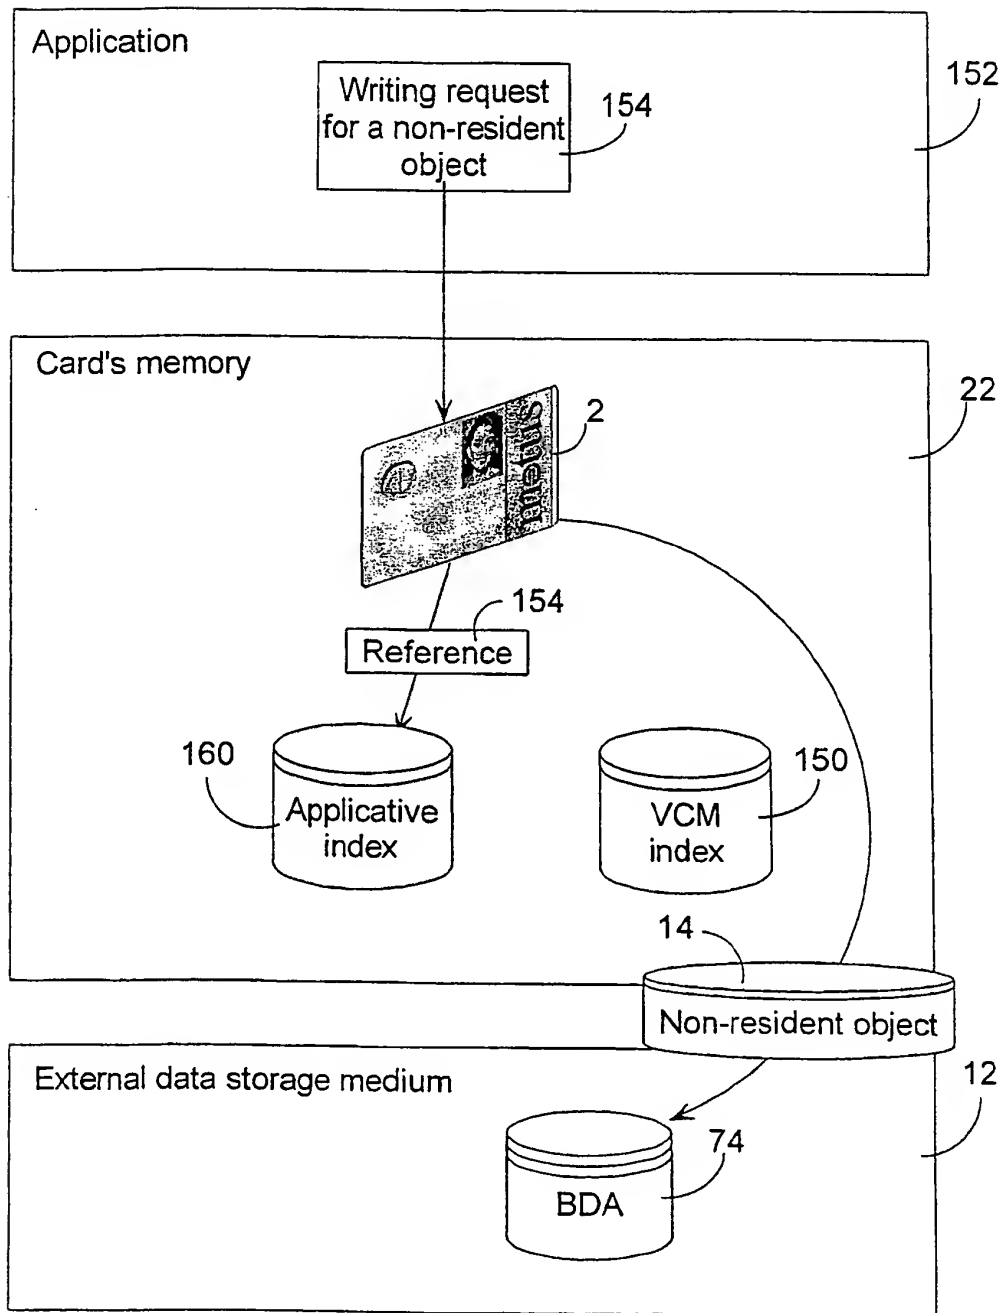 Application
152
Writing request
for a non-resident
object
154
Card's memory
22
2
metus
154
Reference
160
Applicative
index
150
VCM
index
14
Non-resident object
External data storage medium
12
74
BDA